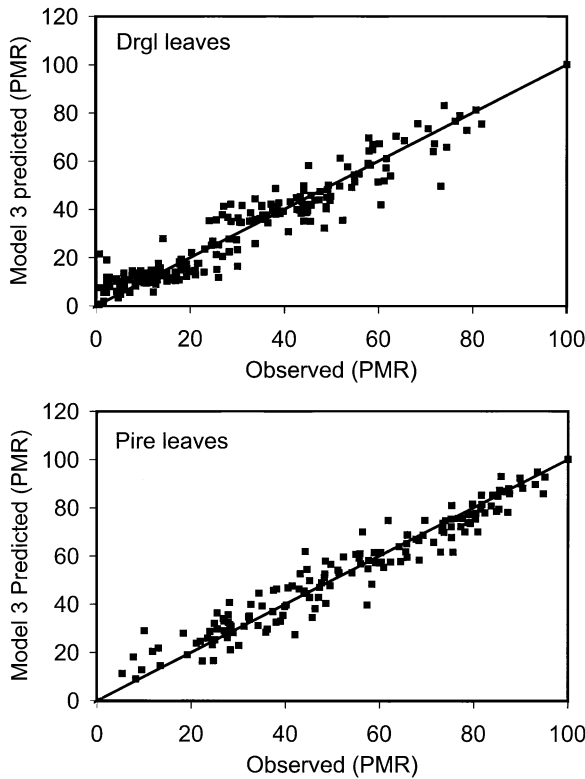 120
Drgl leaves
100
80
60
40
20
0
Model 3 predicted (PMR)
0 20 40 60 80 100
Observed (PMR)
120
Pire leaves
100
80
60
40
20
0
Model 3 Predicted (PMR)
0 20 40 60 80 100
Observed (PMR)